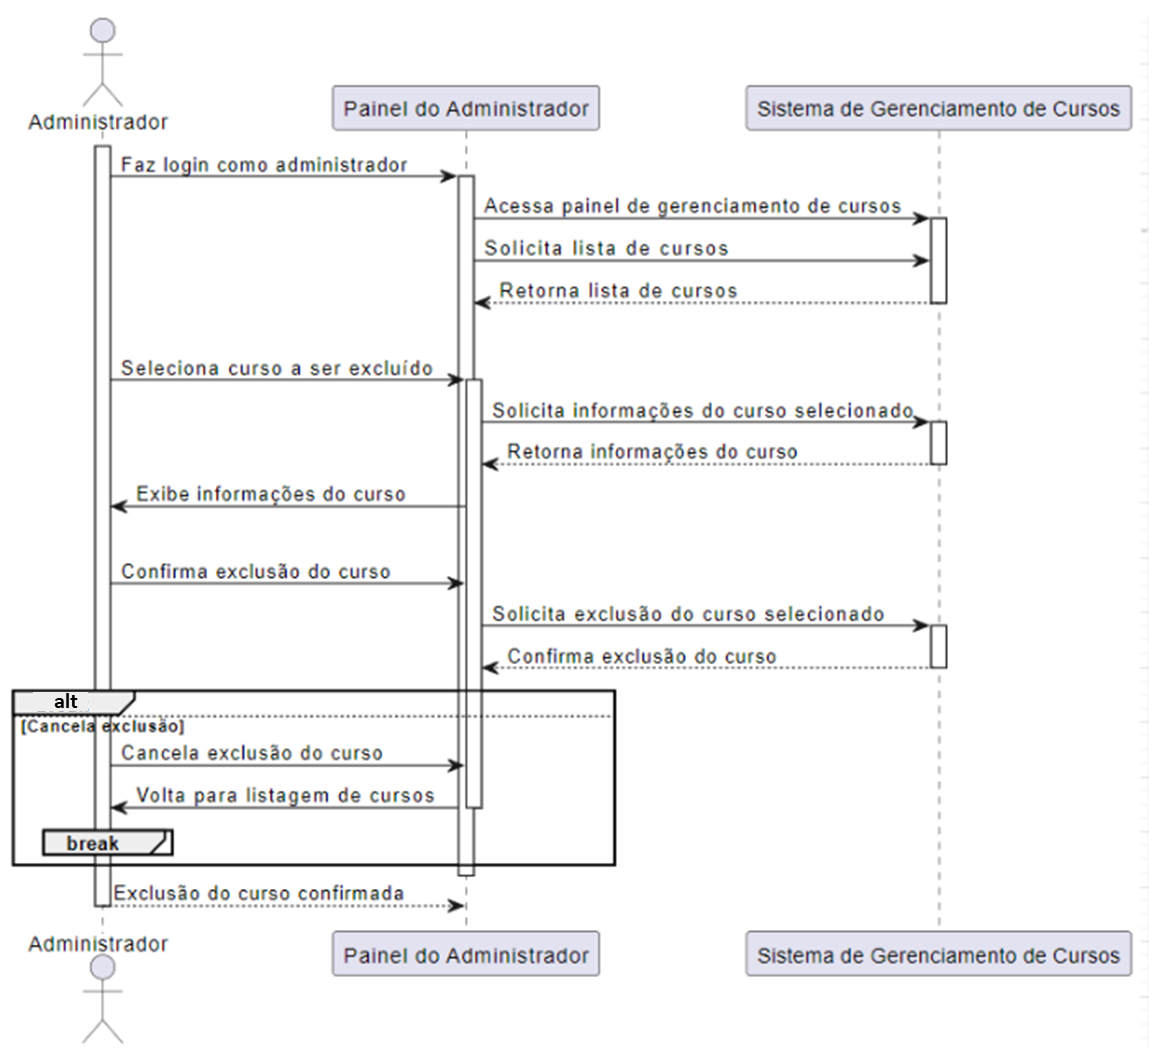 Administrador
Painel do Administrador
Sistema de Gerenciamento de Cursos
Faz login como administrador
Acessa painel de gerenciamento de cursos
Solicita lista de cursos
Retorna lista de cursos
Seleciona curso a ser excluído
Solicita informações do curso selecionado
Retorna informações do curso
Exibe informações do curso
Confirma exclusão do curso
Solicita exclusão do curso selecionado
Confirma exclusão do curso
alt
[Cancela exclusão]
Cancela exclusão do curso
Volta para listagem de cursos
break
Exclusão do curso confirmada
Administrador
Painel do Administrador
Sistema de Gerenciamento de Cursos